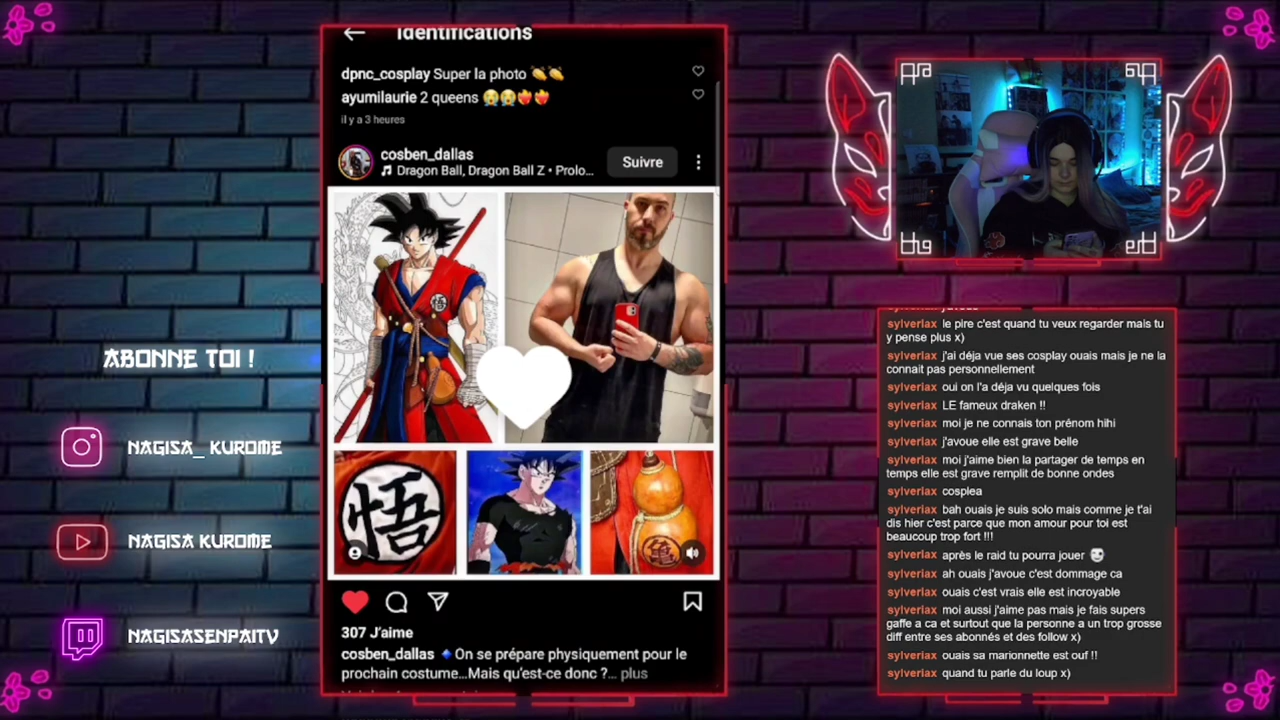 Identifications
dpnc_cosplay Super la photo 👏👏
ayumilaurie 2 queens 😭😭❤️‍🔥❤️‍🔥
il y a 3 heures
cosben_dallas
Dragon Ball, Dragon Ball Z • Prolo...
Suivre
悟
悟
亀
307 J'aime
cosben_dallas 🔹On se prépare physiquement pour le
prochain costume...Mais qu'est-ce donc ?... plus
ABONNE TOI !
NAGISA_ KUROME
NAGISA KUROME
NAGISASENPAITV
sylveriax le pire c'est quand tu veux regarder mais tu
y pense plus x)
sylveriax j'ai déja vue ses cosplay ouais mais je ne la
connait pas personnellement
sylveriax oui on l'a déja vu quelques fois
sylveriax LE fameux draken !!
sylveriax moi je ne connais ton prénom hihi
sylveriax j'avoue elle est grave belle
sylveriax moi j'aime bien la partager de temps en
temps elle est grave remplit de bonne ondes
sylveriax cosplea
sylveriax bah ouais je suis solo mais comme je t'ai
dis hier c'est parce que mon amour pour toi est
beaucoup trop fort !!!
sylveriax après le raid tu pourra jouer
sylveriax ah ouais j'avoue c'est dommage ca
sylveriax ouais c'est vrais elle est incroyable
sylveriax moi aussi j'aime pas mais je fais supers
gaffe a ca et surtout que la personne a un trop grosse
diff entre ses abonnés et des follow x)
sylveriax ouais sa marionnette est ouf !!
sylveriax quand tu parle du loup x)